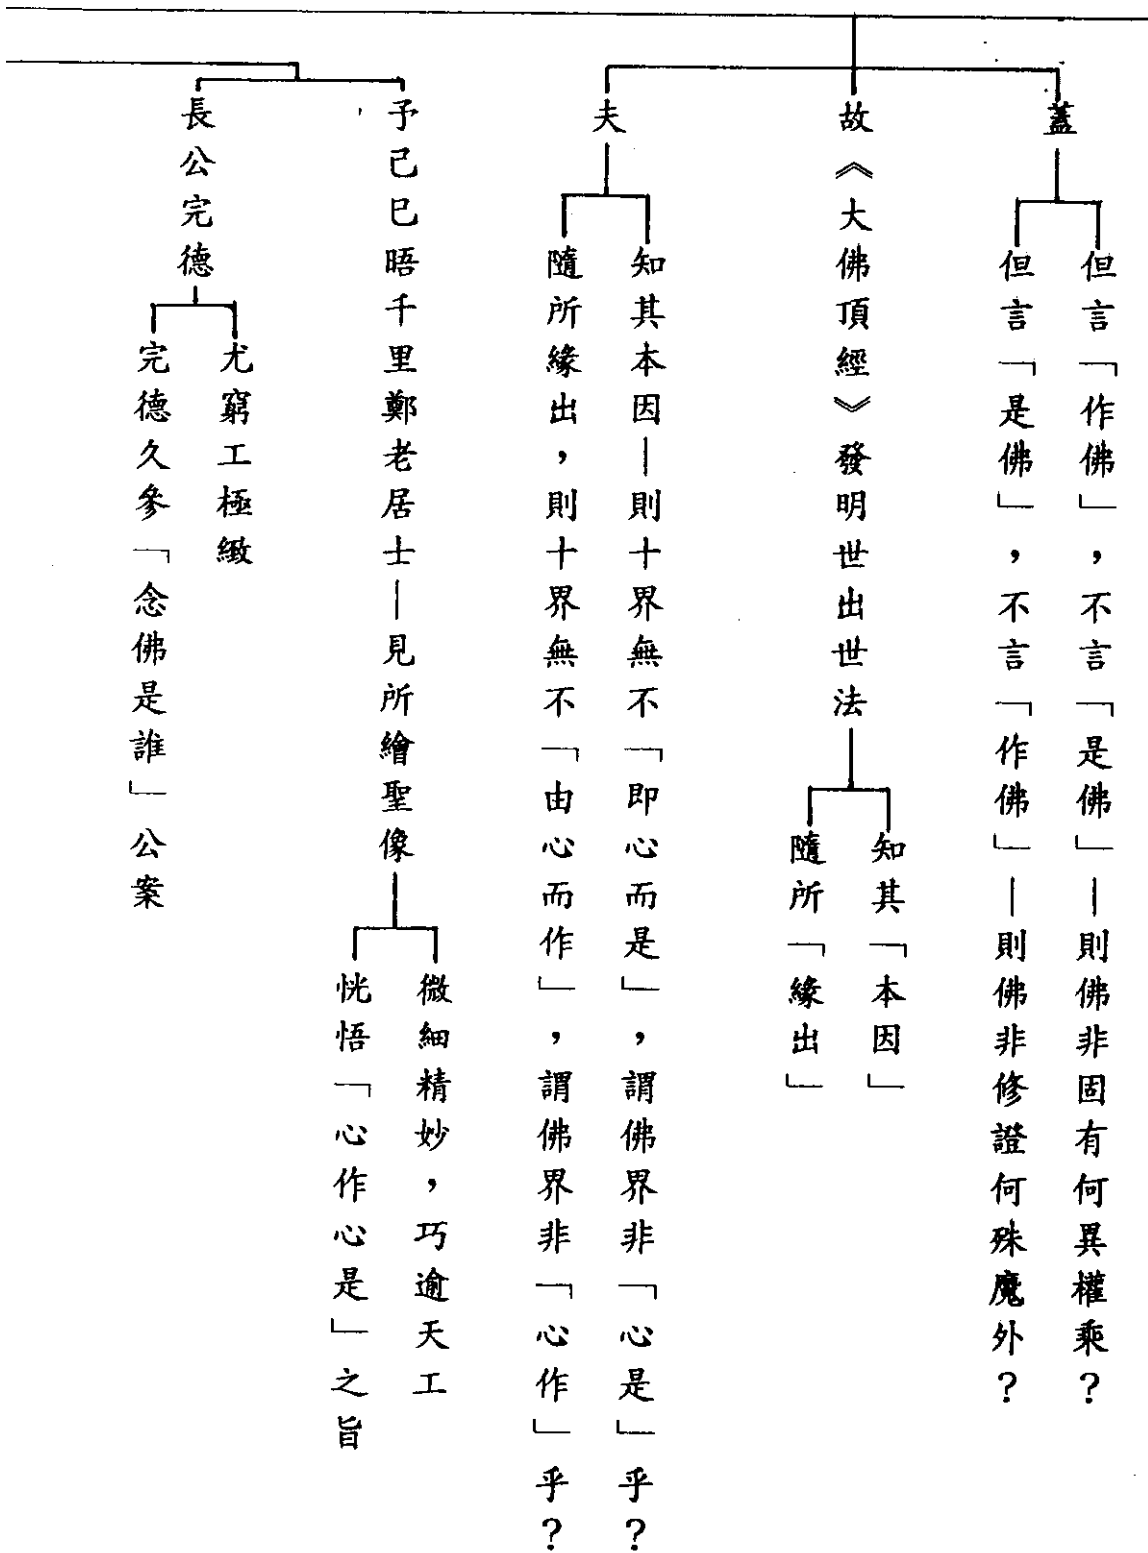 蓋
但言「作佛」，不言「是佛」—則佛非固有何異權乘？
但言「是佛」，不言「作佛」—則佛非修證何殊魔外？
故《大佛頂經》發明世出世法
知其「本因」
隨所「緣出」
夫
知其本因—則十界無不「即心而是」，謂佛界非「心是」乎？
隨所緣出，則十界無不「由心而作」，謂佛界非「心作」乎？
予己巳晤千里鄭老居士—見所繪聖像
微細精妙，巧逾天工
恍悟「心作心是」之旨
長公完德
尤窮工極緻
完德久參「念佛是誰」公案